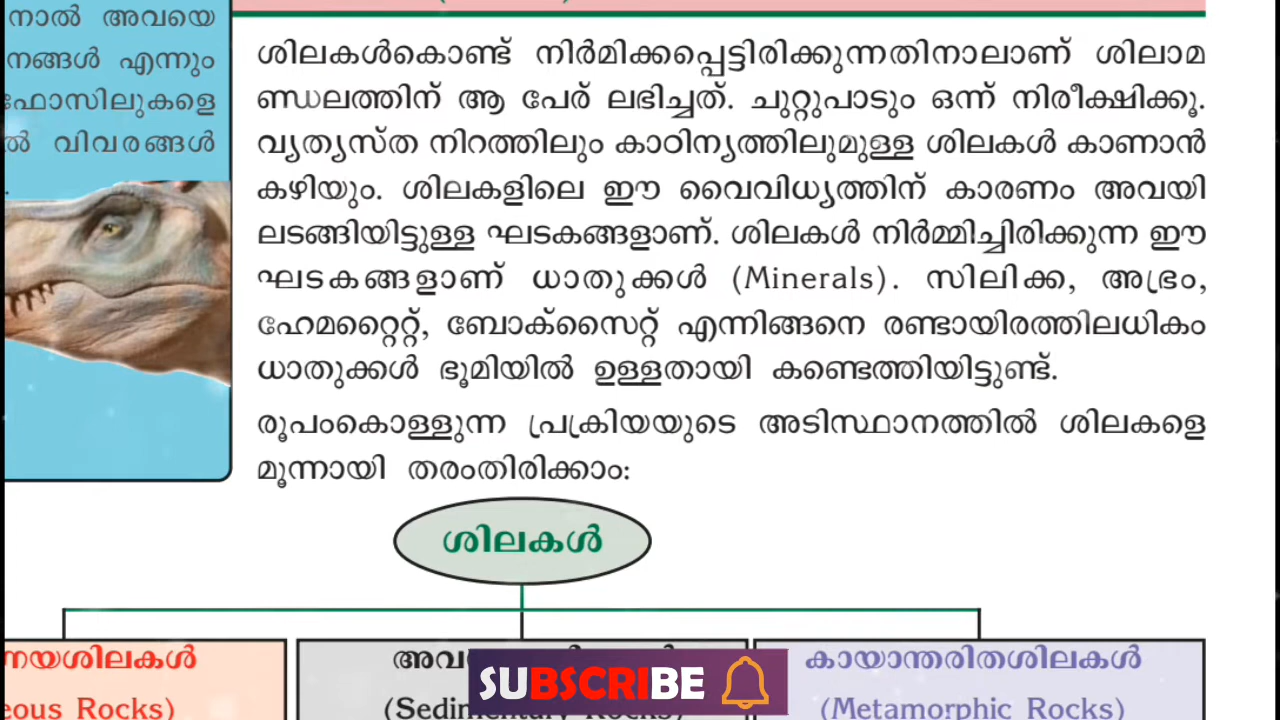 നാൽ അവയെ
നങ്ങൾ എന്നും
ഫോസിലുകളെ
ൽ വിവരങ്ങൾ
ശിലകൾകൊണ്ട് നിർമിക്കപ്പെട്ടിരിക്കുന്നതിനാലാണ് ശിലാമ
ണ്ഡലത്തിന് ആ പേര് ലഭിച്ചത്. ചുറ്റുപാടും ഒന്ന് നിരീക്ഷിക്കൂ.
വ്യത്യസ്ത നിറത്തിലും കാഠിന്യത്തിലുമുള്ള ശിലകൾ കാണാൻ
കഴിയും. ശിലകളിലെ ഈ വൈവിധ്യത്തിന് കാരണം അവയി
ലടങ്ങിയിട്ടുള്ള ഘടകങ്ങളാണ്. ശിലകൾ നിർമ്മിച്ചിരിക്കുന്ന ഈ
ഘടകങ്ങളാണ് ധാതുക്കൾ (Minerals). സിലിക്ക, അഭ്രം,
ഹേമറ്റൈറ്റ്, ബോക്സൈറ്റ് എന്നിങ്ങനെ രണ്ടായിരത്തിലധികം
ധാതുക്കൾ ഭൂമിയിൽ ഉള്ളതായി കണ്ടെത്തിയിട്ടുണ്ട്.
രൂപംകൊള്ളുന്ന പ്രക്രിയയുടെ അടിസ്ഥാനത്തിൽ ശിലകളെ
മൂന്നായി തരംതിരിക്കാം:
ശിലകൾ
നയശിലകൾ
eous Rocks)
(Sedimentary Rocks)
കായാന്തരിതശിലകൾ
(Metamorphic Rocks)
SUBSCRIBE